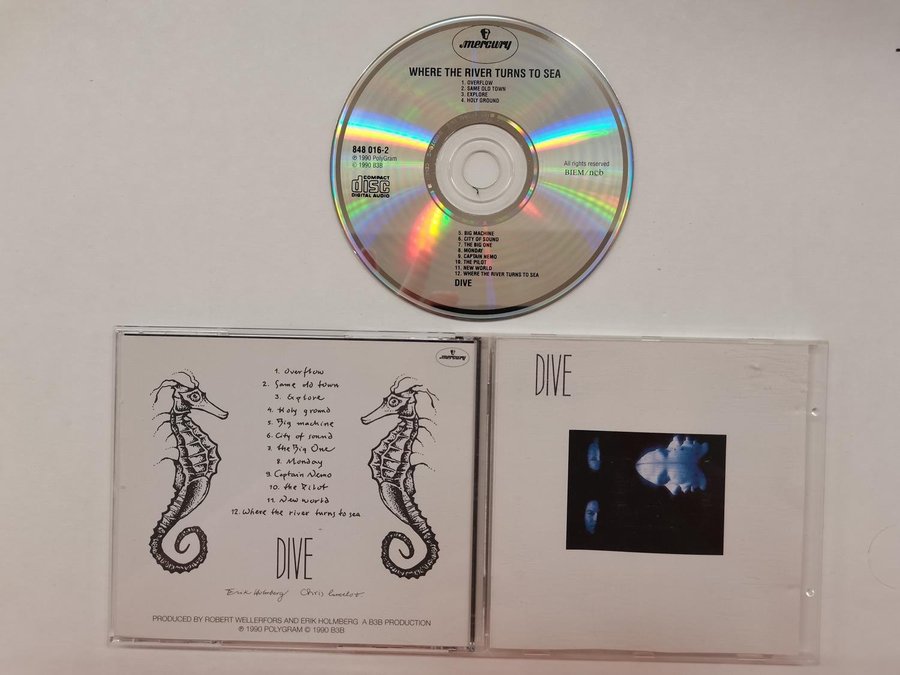 mercury
WHERE THE RIVER TURNS TO SEA
1. OVERFLOW
2. SAME OLD TOWN
3. EXPLORE
4. HOLY GROUND
848 016-2
℗ 1990 PolyGram
© 1990 B3B
COMPACT
disc
DIGITAL AUDIO
All rights reserved
BIEM/ncb
5. BIG MACHINE
6. CITY OF SOUND
7. THE BIG ONE
8. MONDAY
9. CAPTAIN NEMO
10. THE PILOT
11. NEW WORLD
12. WHERE THE RIVER TURNS TO SEA
DIVE
mercury
1. Overflow
2. Same old town
3. Explore
4. Holy ground
5. Big machine
6. City of sound
7. the Big One
8. Monday
9. Captain Nemo
10. the Pilot
11. New world
12. Where the river turns to sea
DIVE
Erik Holmberg Chris Lancelot
PRODUCED BY ROBERT WELLERFORS AND ERIK HOLMBERG A B3B PRODUCTION
℗ 1990 POLYGRAM © 1990 B3B
DIVE